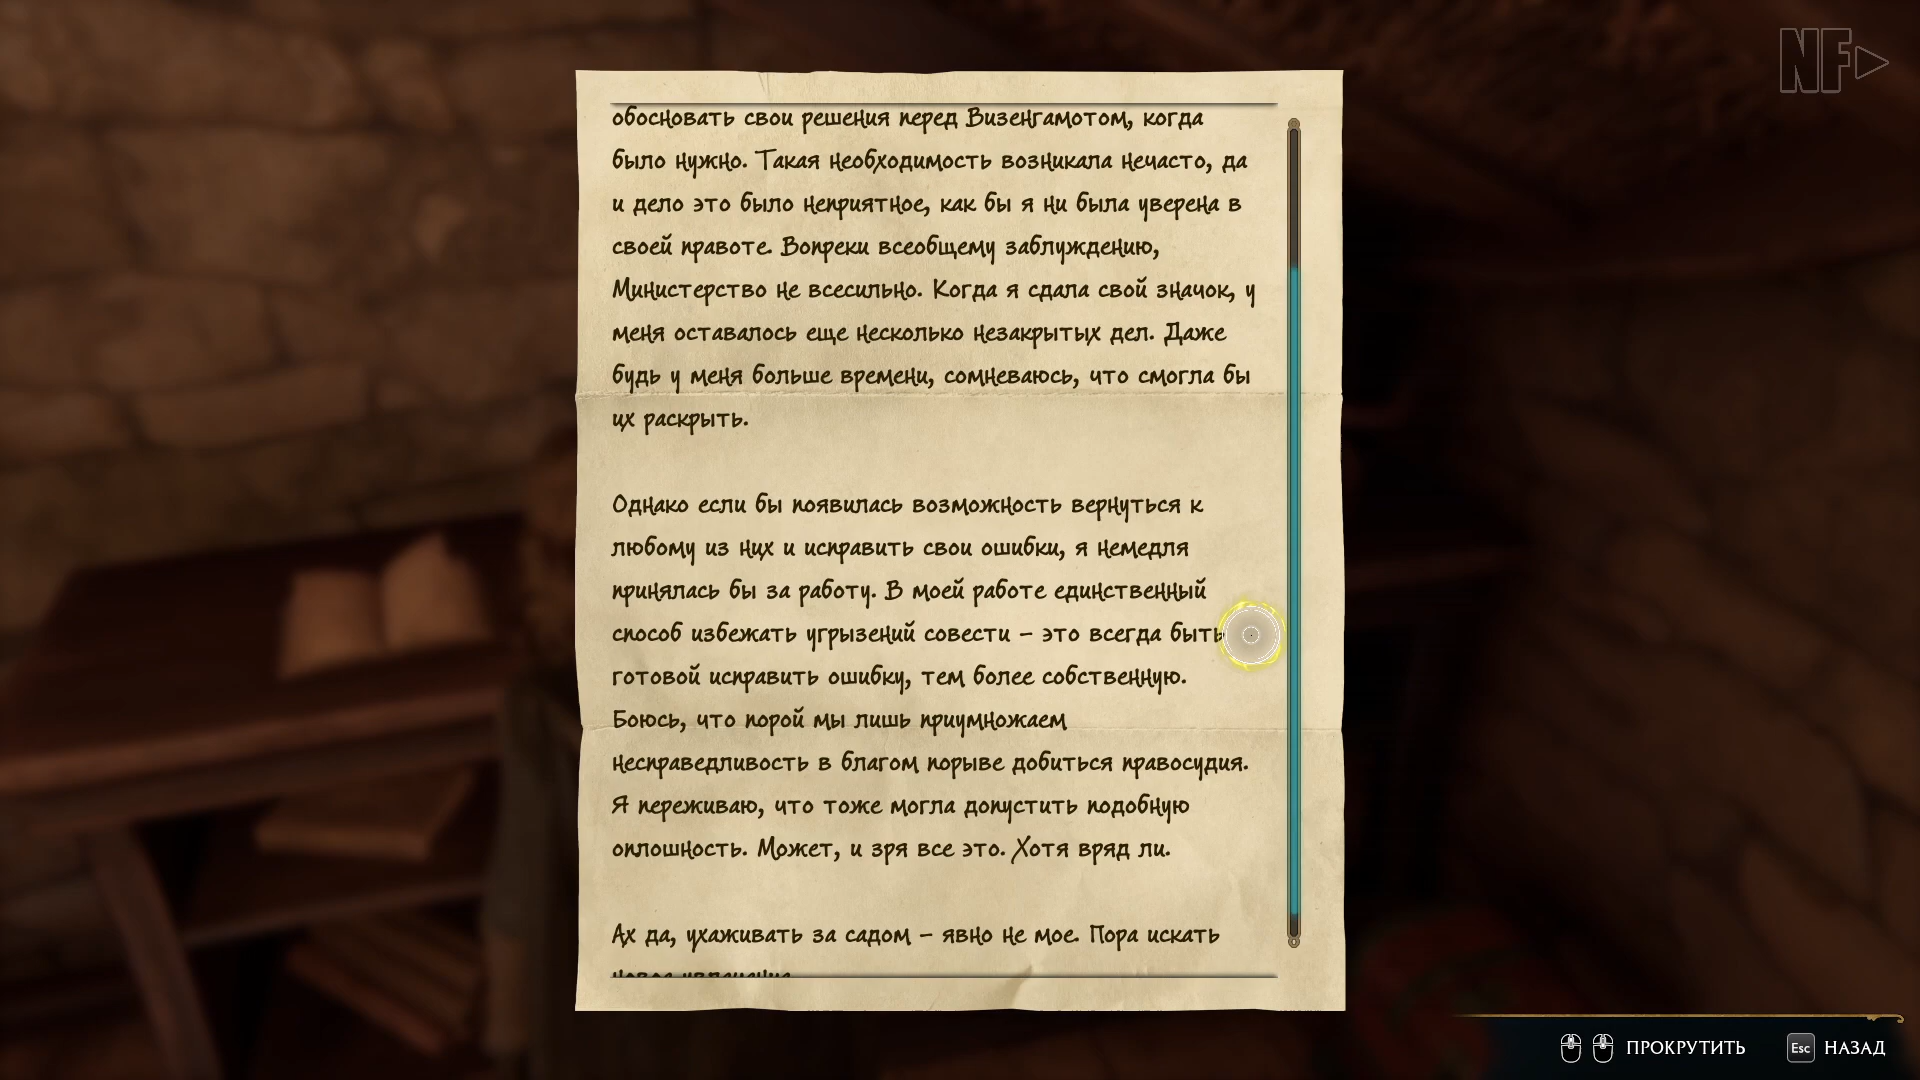 NF
обосновать свои решения перед Визенгамотом, когда
было нужно. Такая необходимость возникала нечасто, да
и дело это было неприятное, как бы я ни была уверена в
своей правоте. Вопреки всеобщему заблуждению,
Министерство не всесильно. Когда я сдала свой значок, у
меня оставалось еще несколько незакрытых дел. Даже
будь у меня больше времени, сомневаюсь, что смогла бы
их раскрыть.
Однако если бы появилась возможность вернуться к
любому из них и исправить свои ошибки, я немедля
принялась бы за работу. В моей работе единственный
способ избежать угрызений совести – это всегда быть
готовой исправить ошибку, тем более собственную.
Боюсь, что порой мы лишь приумножаем
несправедливость в благом порыве добиться правосудия.
Я переживаю, что тоже могла допустить подобную
оплошность. Может, и зря все это. Хотя вряд ли.
Ах да, ухаживать за садом – явно не мое. Пора искать
новое увлечение.
ПРОКРУТИТЬ
Esc НАЗАД